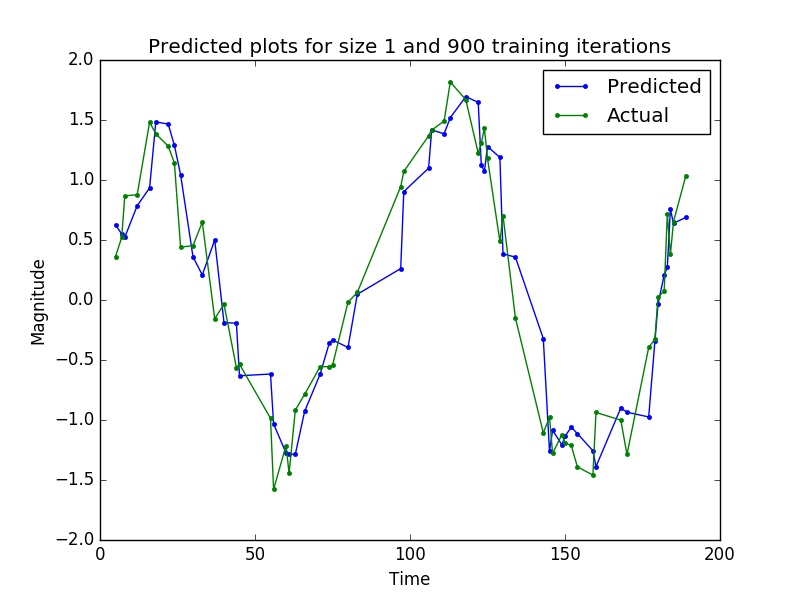 Predicted plots for size 1 and 900 training iterations
2.0
1.5
1.0
0.5
0.0
−0.5
−1.0
−1.5
−2.0
Magnitude
Predicted
Actual
0 50 100 150 200
Time